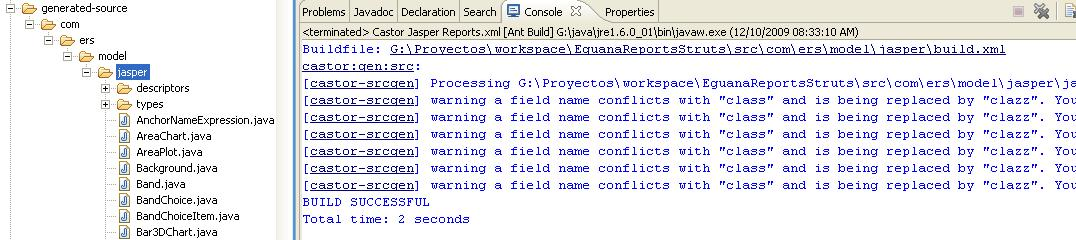 generated-source
com
ers
model
jasper
descriptors
types
AnchorNameExpression.java
AreaChart.java
AreaPlot.java
Background.java
Band.java
BandChoice.java
BandChoiceItem.java
Bar3DChart.java
Problems Javadoc Declaration Search Console Properties
<terminated> Castor Jasper Reports.xml [Ant Build] G:\java\jre1.6.0_01\bin\javaw.exe (12/10/2009 08:33:10 AM)
Buildfile: G:\Proyectos\workspace\EquanaReportsStruts\src\com\ers\model\jasper\build.xml
castor:gen:src:
[castor-srcgen] Processing G:\Proyectos\workspace\EquanaReportsStruts\src\com\ers\model\jasper\ja
[castor-srcgen] warning a field name conflicts with "class" and is being replaced by "clazz". You
[castor-srcgen] warning a field name conflicts with "class" and is being replaced by "clazz". You
[castor-srcgen] warning a field name conflicts with "class" and is being replaced by "clazz". You
[castor-srcgen] warning a field name conflicts with "class" and is being replaced by "clazz". You
[castor-srcgen] warning a field name conflicts with "class" and is being replaced by "clazz". You
[castor-srcgen] warning a field name conflicts with "class" and is being replaced by "clazz". You
BUILD SUCCESSFUL
Total time: 2 seconds